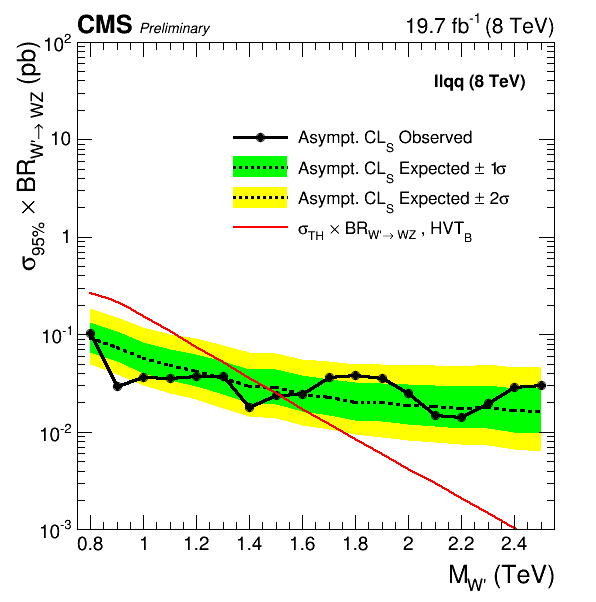 CMS Preliminary 19.7 fb⁻¹ (8 TeV)
σ95% × BRW'→ WZ (pb)
10²
10
1
10⁻¹
10⁻²
10⁻³
llqq (8 TeV)
Asympt. CLS Observed
Asympt. CLS Expected ± 1σ
Asympt. CLS Expected ± 2σ
σTH × BRW'→ WZ , HVTB
0.8 1 1.2 1.4 1.6 1.8 2 2.2 2.4
MW' (TeV)